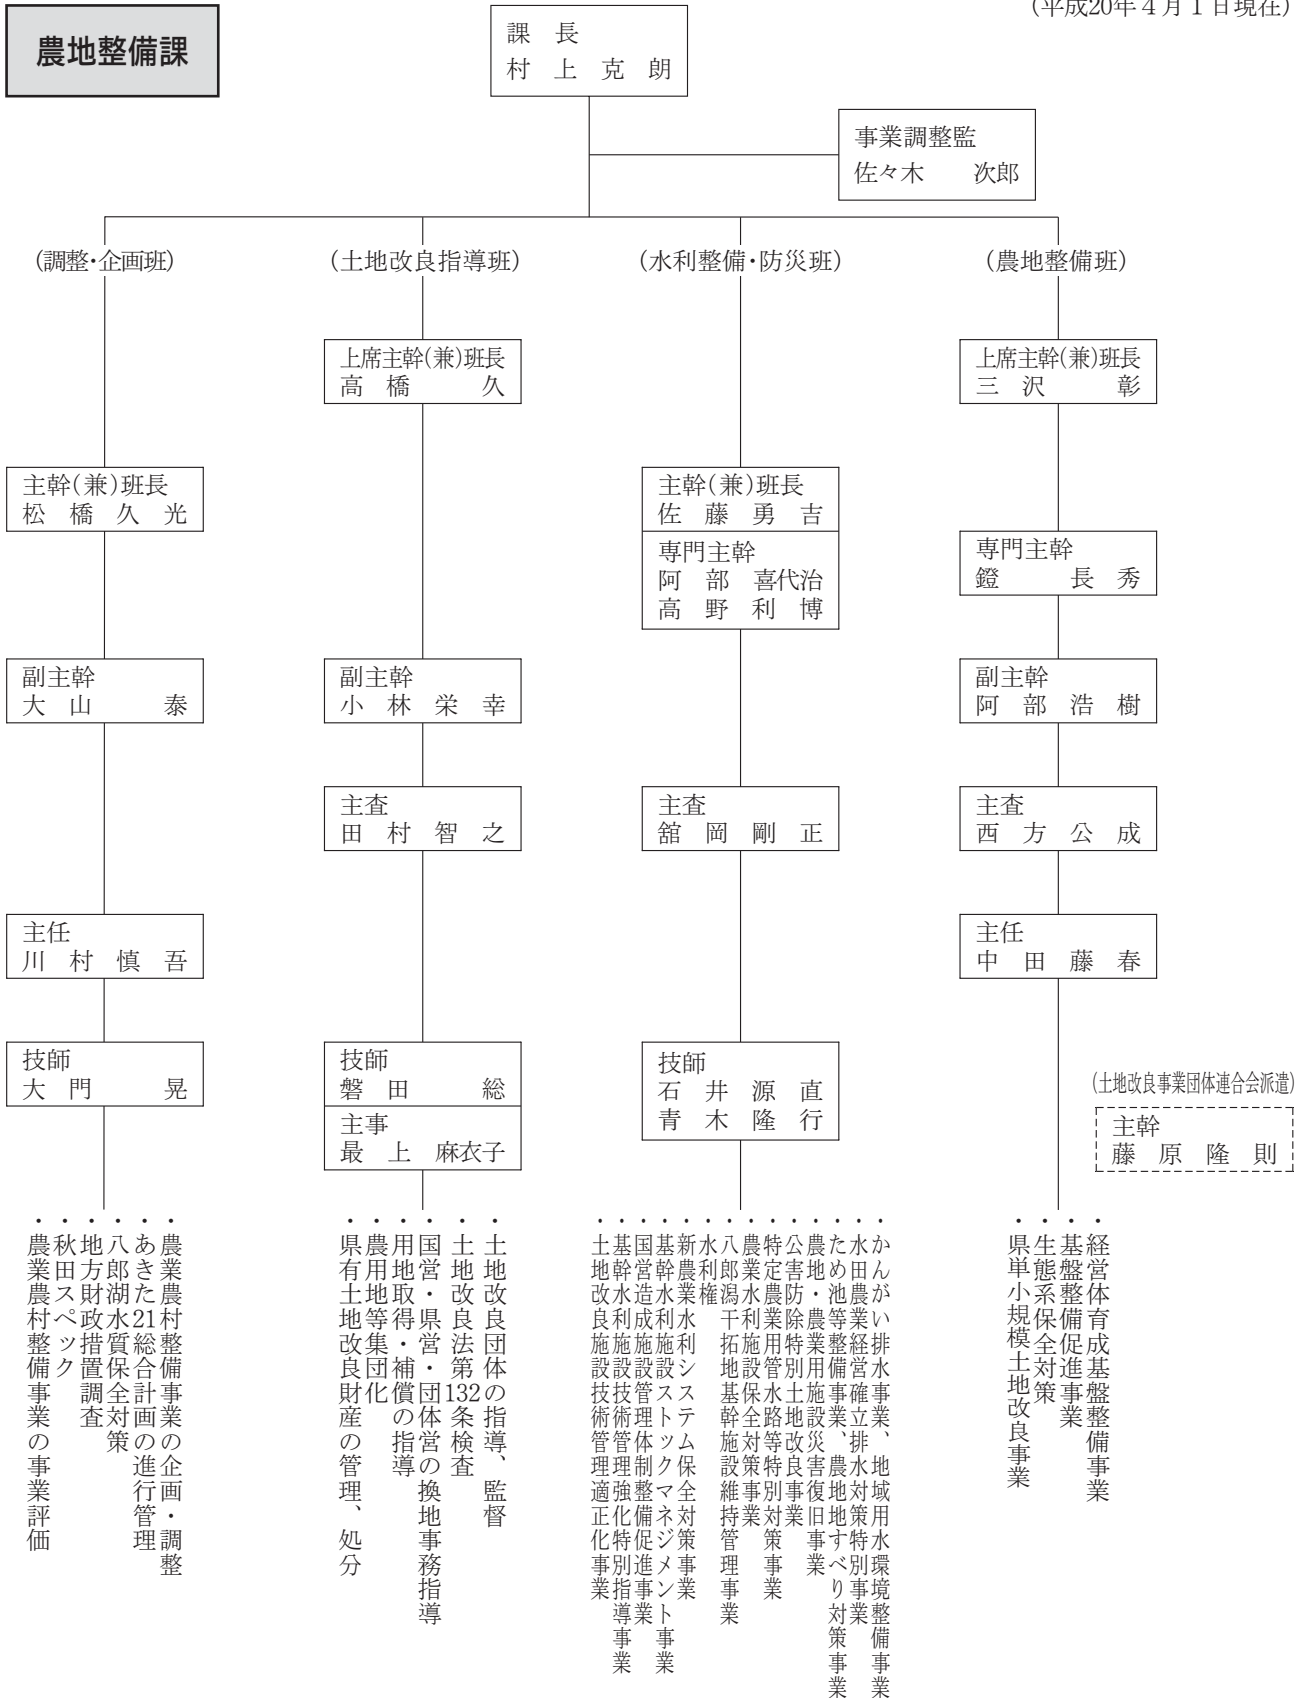 (平成20年4月1日現在)
農地整備課
課長
村上克朗
事業調整監
佐々木 次郎
(調整・企画班)
主幹(兼)班長
松橋久光
副主幹
大山 泰
主任
川村慎吾
技師
大門 晃
・農業農村整備事業の企画・調整
・あきた21総合計画の進行管理
・八郎湖水質保全対策
・地方財政措置調査
・秋田スペック
・農業農村整備事業の事業評価
(土地改良指導班)
上席主幹(兼)班長
高橋 久
副主幹
小林栄幸
主査
田村智之
技師
磐田 総
主事
最上 麻衣子
・土地改良団体の指導、監督
・土地改良法第132条検査
・国営・県営・団体営の換地事務指導
・用地取得・補償の指導
・農用地等集団化
・県有土地改良財産の管理、処分
(水利整備・防災班)
主幹(兼)班長
佐藤勇吉
専門主幹
阿部 喜代治
高野利博
主査
舘岡剛正
技師
石井源直
青木隆行
・かんがい排水事業、地域用水環境整備事業
・水田農業経営確立排水対策特別事業
・ため池等整備事業、農地地すべり対策事業
・農地・農業用施設災害復旧事業
・公害防除特別土地改良事業
・特定農業用管水路等特別対策事業
・農業水利施設保全対策事業
・八郎潟干拓地基幹施設維持管理事業
・水利権
・新農業水利システム保全対策事業
・基幹水利施設ストックマネジメント事業
・国営造成施設管理体制整備促進事業
・基幹水利施設技術管理強化特別指導事業
・土地改良施設技術管理適正化事業
(農地整備班)
上席主幹(兼)班長
三沢 彰
専門主幹
鐙 長秀
副主幹
阿部浩樹
主査
西方公成
主任
中田藤春
・経営体育成基盤整備事業
・基盤整備促進事業
・生態系保全対策
・県単小規模土地改良事業
(土地改良事業団体連合会派遣)
主幹
藤原隆則